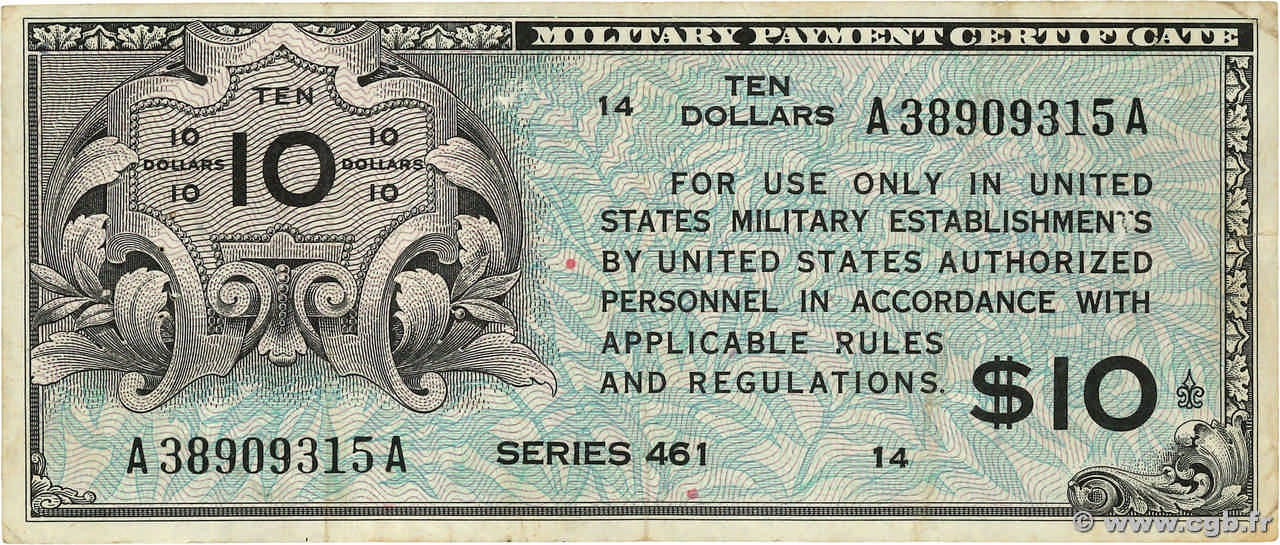 MILITARY PAYMENT CERTIFICATE
TEN
10 10
DOLLARS 10 DOLLARS
10 10
14 TEN DOLLARS A38909315A
FOR USE ONLY IN UNITED
STATES MILITARY ESTABLISHMENTS
BY UNITED STATES AUTHORIZED
PERSONNEL IN ACCORDANCE WITH
APPLICABLE RULES
AND REGULATIONS.
$10
A38909315A SERIES 461 14
© www.cgb.fr